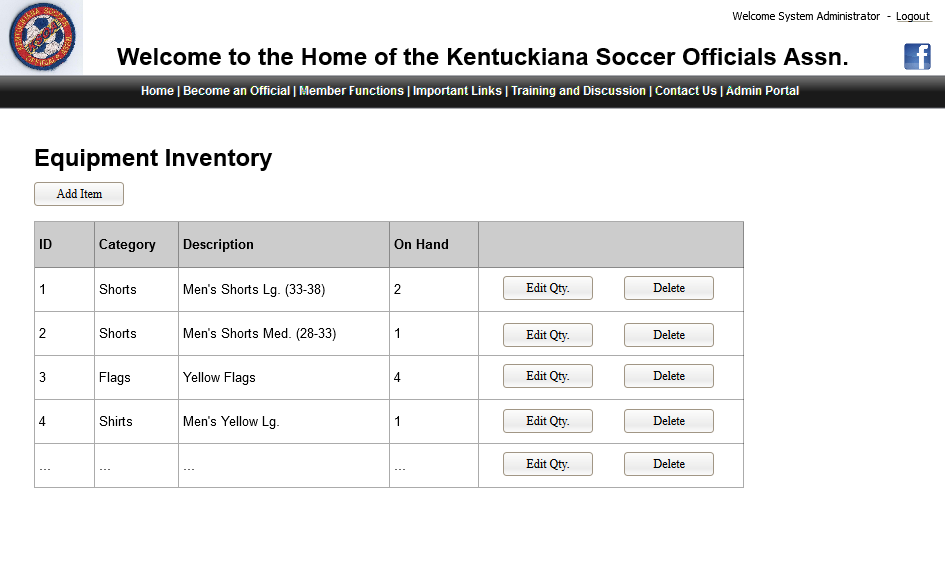 Welcome System Administrator - Logout
KENTUCKIANA SOCCER OFFICIALS ASSN.
Welcome to the Home of the Kentuckiana Soccer Officials Assn.
Home | Become an Official | Member Functions | Important Links | Training and Discussion | Contact Us | Admin Portal
Equipment Inventory
Add Item
ID Category Description On Hand
1 Shorts Men's Shorts Lg. (33-38) 2 Edit Qty. Delete
2 Shorts Men's Shorts Med. (28-33) 1 Edit Qty. Delete
3 Flags Yellow Flags 4 Edit Qty. Delete
4 Shirts Men's Yellow Lg. 1 Edit Qty. Delete
... ... ... ... Edit Qty. Delete